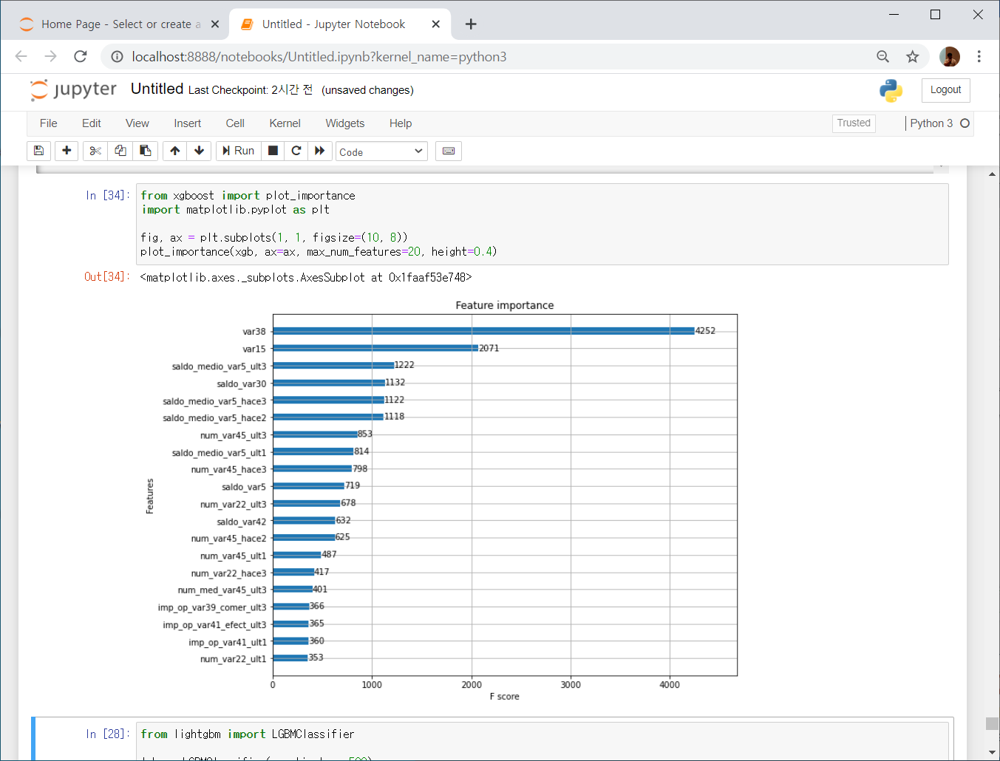 Home Page - Select or create a
Untitled - Jupyter Notebook
localhost:8888/notebooks/Untitled.ipynb?kernel_name=python3
jupyter Untitled Last Checkpoint: 2시간 전 (unsaved changes)
Logout
File Edit View Insert Cell Kernel Widgets Help
Trusted
Python 3
Run
Code
In [34]:
from xgboost import plot_importance
import matplotlib.pyplot as plt
fig, ax = plt.subplots(1, 1, figsize=(10, 8))
plot_importance(xgb, ax=ax, max_num_features=20, height=0.4)
Out[34]:
<matplotlib.axes._subplots.AxesSubplot at 0x1faaf53e748>
Feature importance
var38 4252
var15 2071
saldo_medio_var5_ult3 1222
saldo_var30 1132
saldo_medio_var5_hace3 1122
saldo_medio_var5_hace2 1118
num_var45_ult3 853
saldo_medio_var5_ult1 814
num_var45_hace3 798
saldo_var5 719
num_var22_ult3 678
saldo_var42 632
num_var45_hace2 625
num_var45_ult1 487
num_var22_hace3 417
num_med_var45_ult3 401
imp_op_var39_comer_ult3 366
imp_op_var41_efect_ult3 365
imp_op_var41_ult1 360
num_var22_ult1 353
Features
0 1000 2000 3000 4000
F score
In [28]:
from lightgbm import LGBMClassifier